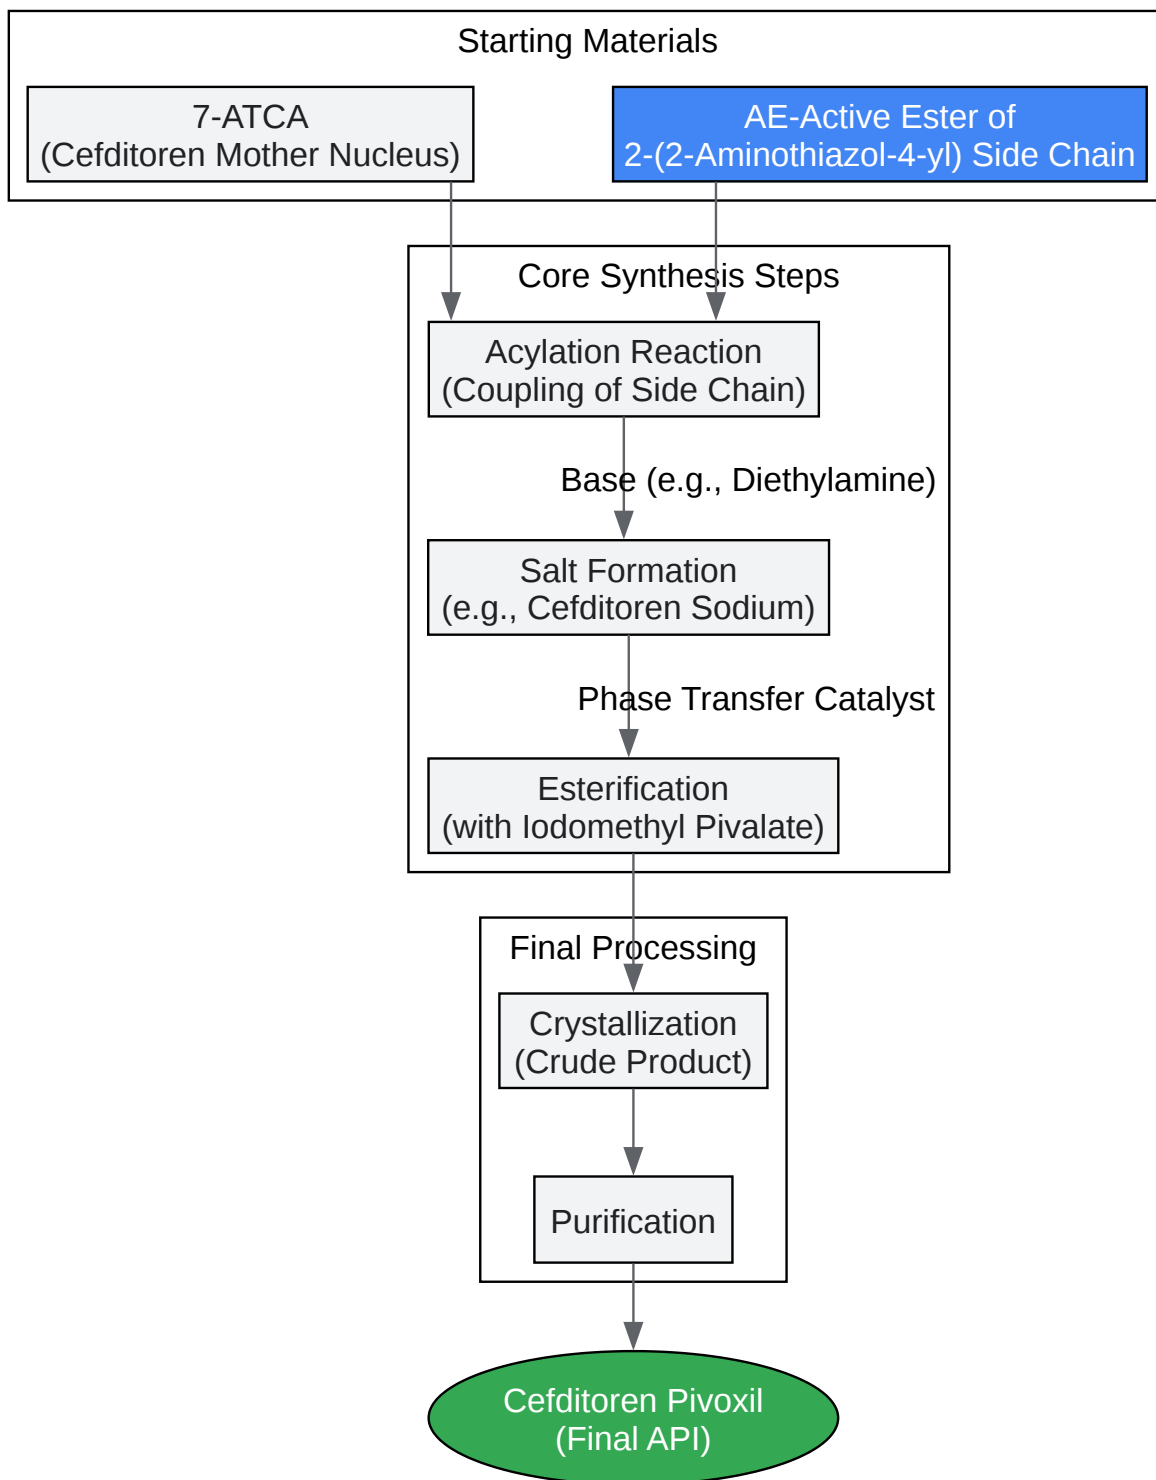 Starting Materials
7-ATCA
(Cefditoren Mother Nucleus)
AE-Active Ester of
2-(2-Aminothiazol-4-yl) Side Chain
Core Synthesis Steps
Acylation Reaction
(Coupling of Side Chain)
Base (e.g., Diethylamine)
Salt Formation
(e.g., Cefditoren Sodium)
Phase Transfer Catalyst
Esterification
(with Iodomethyl Pivalate)
Final Processing
Crystallization
(Crude Product)
Purification
Cefditoren Pivoxil
(Final API)